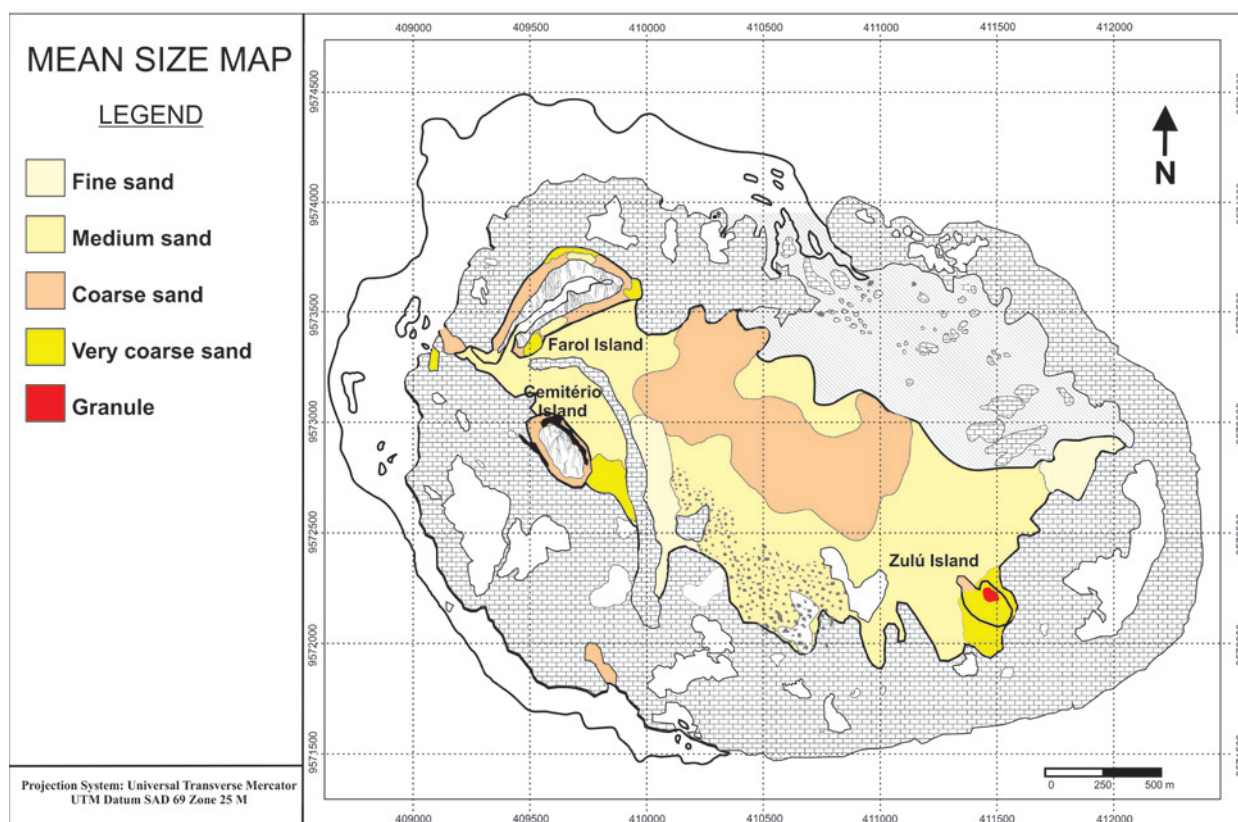 MEAN SIZE MAP
LEGEND
Fine sand
Medium sand
Coarse sand
Very coarse sand
Granule
Projection System: Universal Transverse Mercator
UTM Datum SAD 69 Zone 25 M
409000 409500 410000 410500 411000 411500 412000
9574500
9574000
9573500
9573000
9572500
9572000
9571500
N
Farol Island
Cemitério
Island
Zulú Island
0 250 500 m
409000 409500 410000 410500 411000 411500 412000